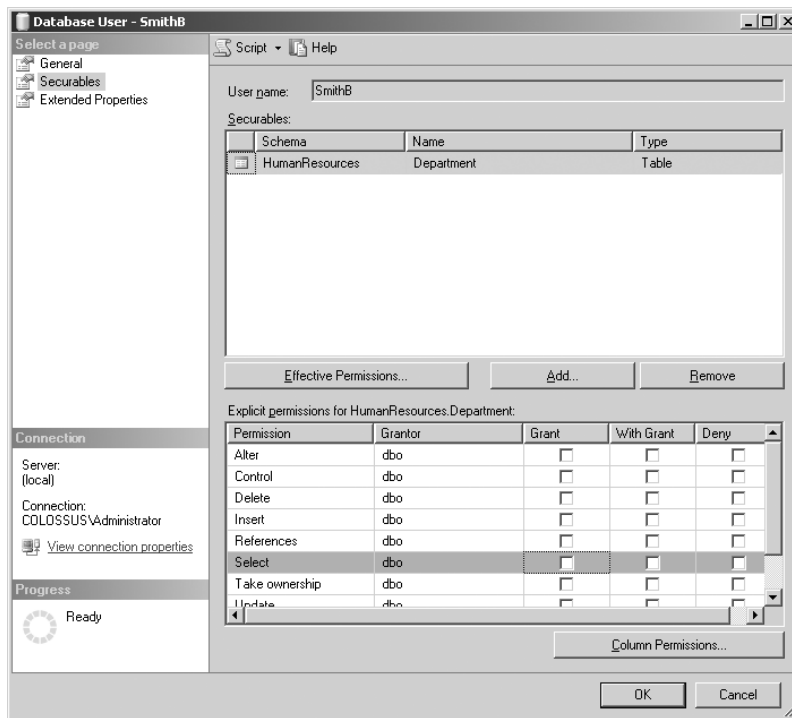 Database User - SmithB
Select a page
General
Securables
Extended Properties
Script Help
User name: SmithB
Securables:
Schema Name Type
HumanResources Department Table
Effective Permissions... Add... Remove
Explicit permissions for HumanResources.Department:
Permission Grantor Grant With Grant Deny
Alter dbo
Control dbo
Delete dbo
Insert dbo
References dbo
Select dbo
Take ownership dbo
Update dbo
Column Permissions...
Connection
Server:
(local)
Connection:
COLOSSUS\Administrator
View connection properties
Progress
Ready
OK Cancel